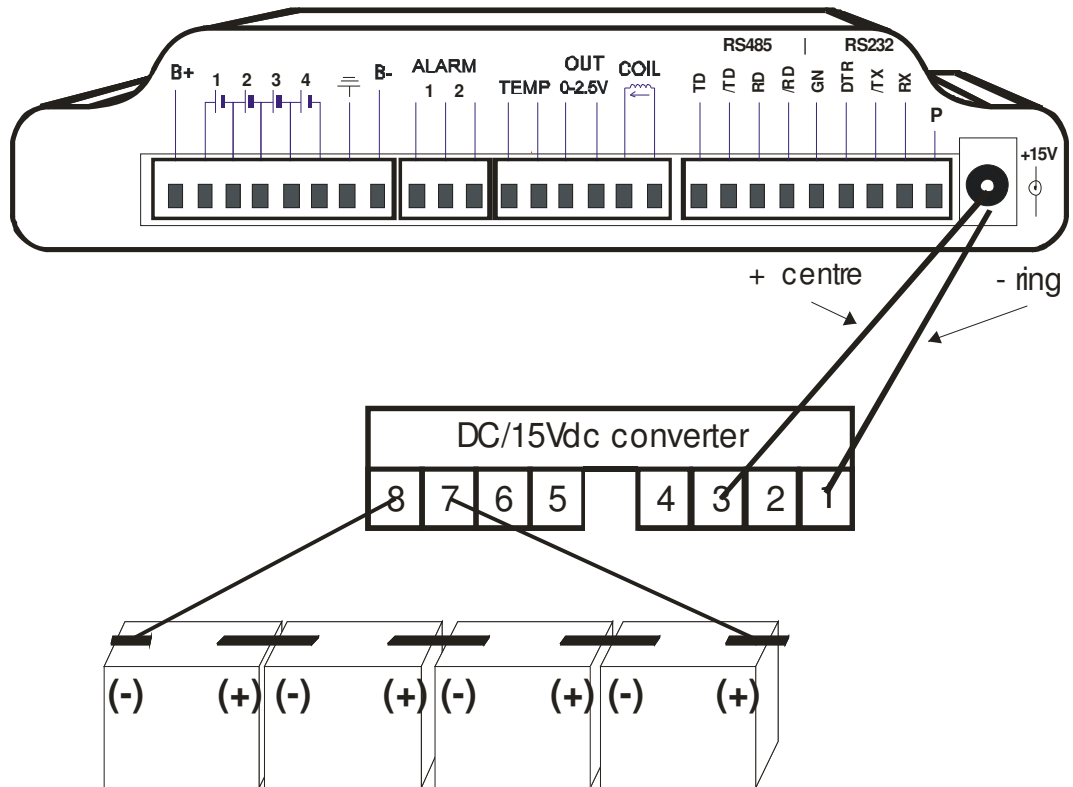 RS485 | RS232
B+ 1 2 3 4 B- ALARM 1 2 TEMP OUT 0-2.5V COIL TD /TD RD /RD GN DTR /TX RX P
+15V
+ centre - ring
DC/15Vdc converter
8 7 6 5 4 3 2 1
(-) (+) (-) (+) (-) (+) (-) (+)